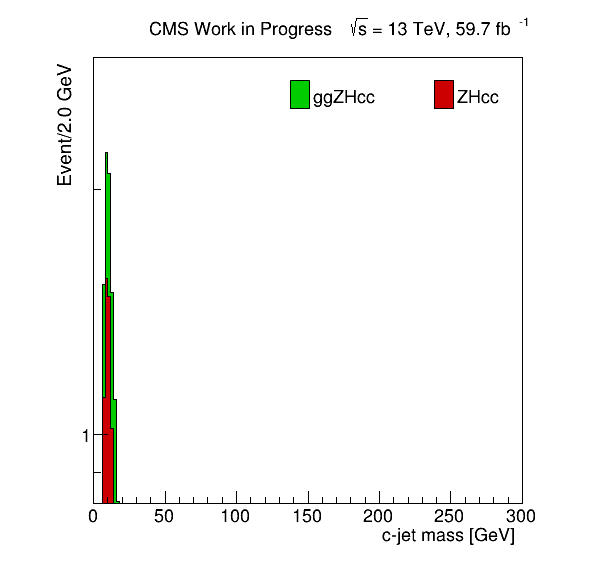 CMS Work in Progress √s = 13 TeV, 59.7 fb -1
Event/2.0 GeV
ggZHcc
ZHcc
1
0 50 100 150 200 250 300
c-jet mass [GeV]